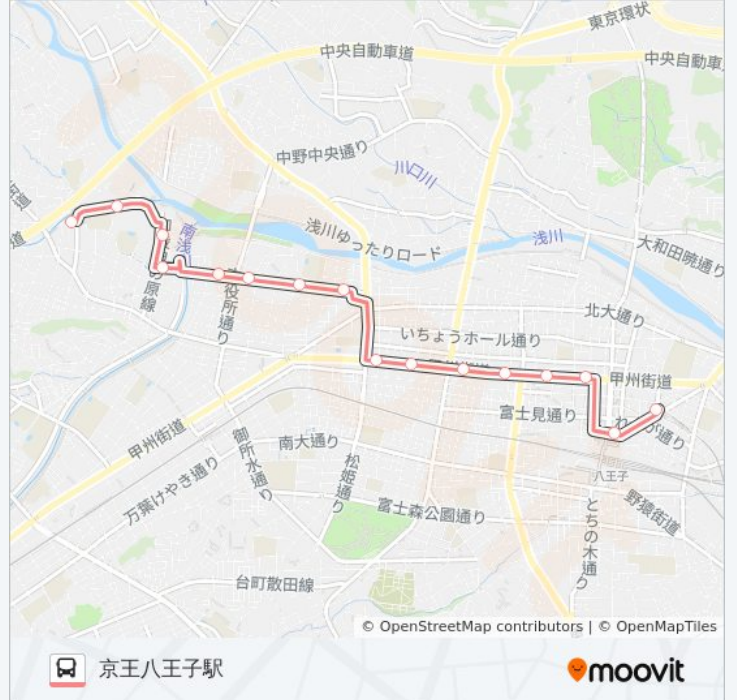 東京環状
中央自動車道
中央自動車
中野中央通り
川口川
街道
道
南浅
浅川ゆったりロード
浅川
大和田暁通り
原線
役所通り
北大通り
いちょうホール通り
甲州街道
富士見通り
通り
八王子
甲州街道
御所水通り
南大通り
松姫通り
万葉けやき通り
富士森公園通り
野猿街道
とちの木通り
台町散田線
© OpenStreetMap contributors | © OpenMapTiles
京王八王子駅
moovit